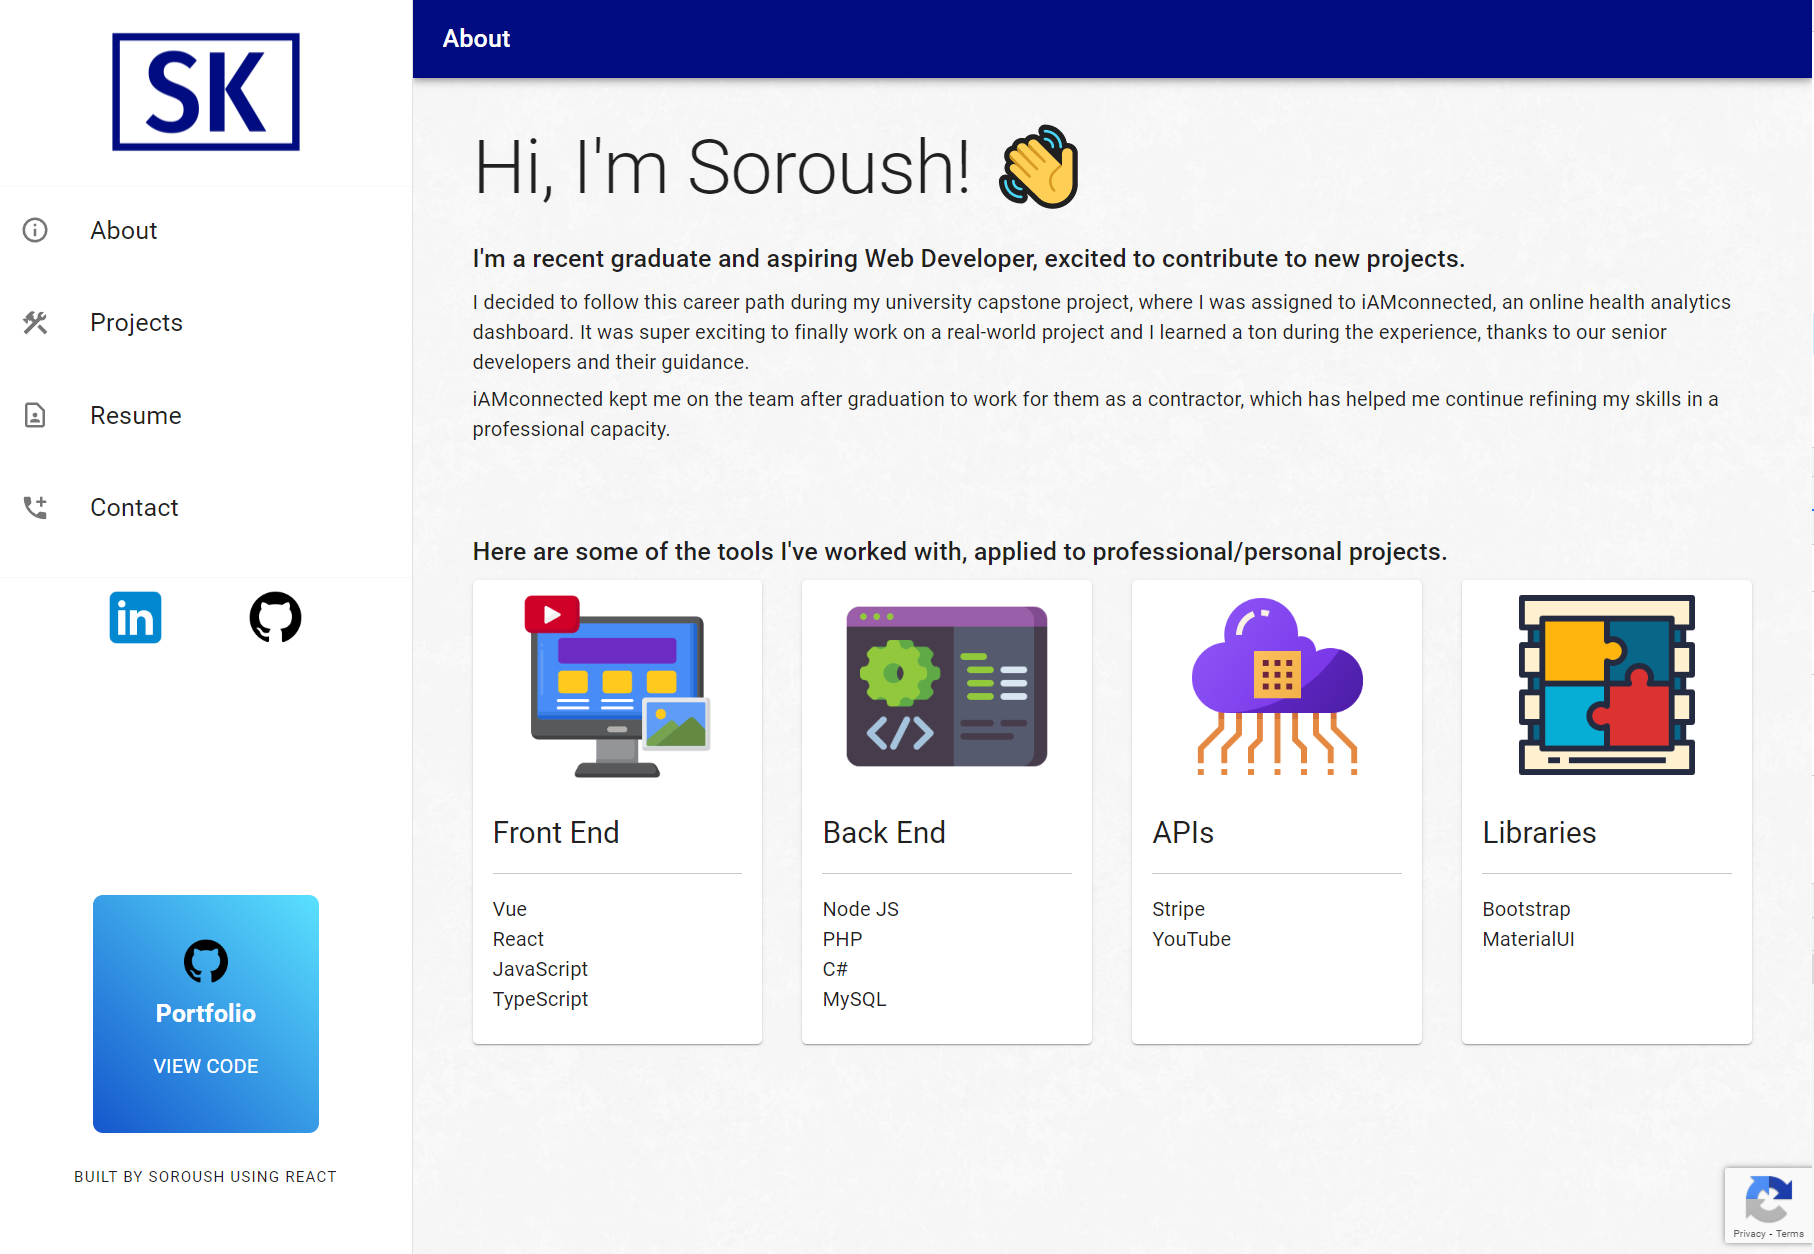 SK
About
Projects
Resume
Contact
in
Portfolio
VIEW CODE
BUILT BY SOROUSH USING REACT
About
Hi, I'm Soroush!
I'm a recent graduate and aspiring Web Developer, excited to contribute to new projects.
I decided to follow this career path during my university capstone project, where I was assigned to iAMconnected, an online health analytics
dashboard. It was super exciting to finally work on a real-world project and I learned a ton during the experience, thanks to our senior
developers and their guidance.
iAMconnected kept me on the team after graduation to work for them as a contractor, which has helped me continue refining my skills in a
professional capacity.
Here are some of the tools I've worked with, applied to professional/personal projects.
Front End
Vue
React
JavaScript
TypeScript
Back End
Node JS
PHP
C#
MySQL
APIs
Stripe
YouTube
Libraries
Bootstrap
MaterialUI
Privacy - Terms